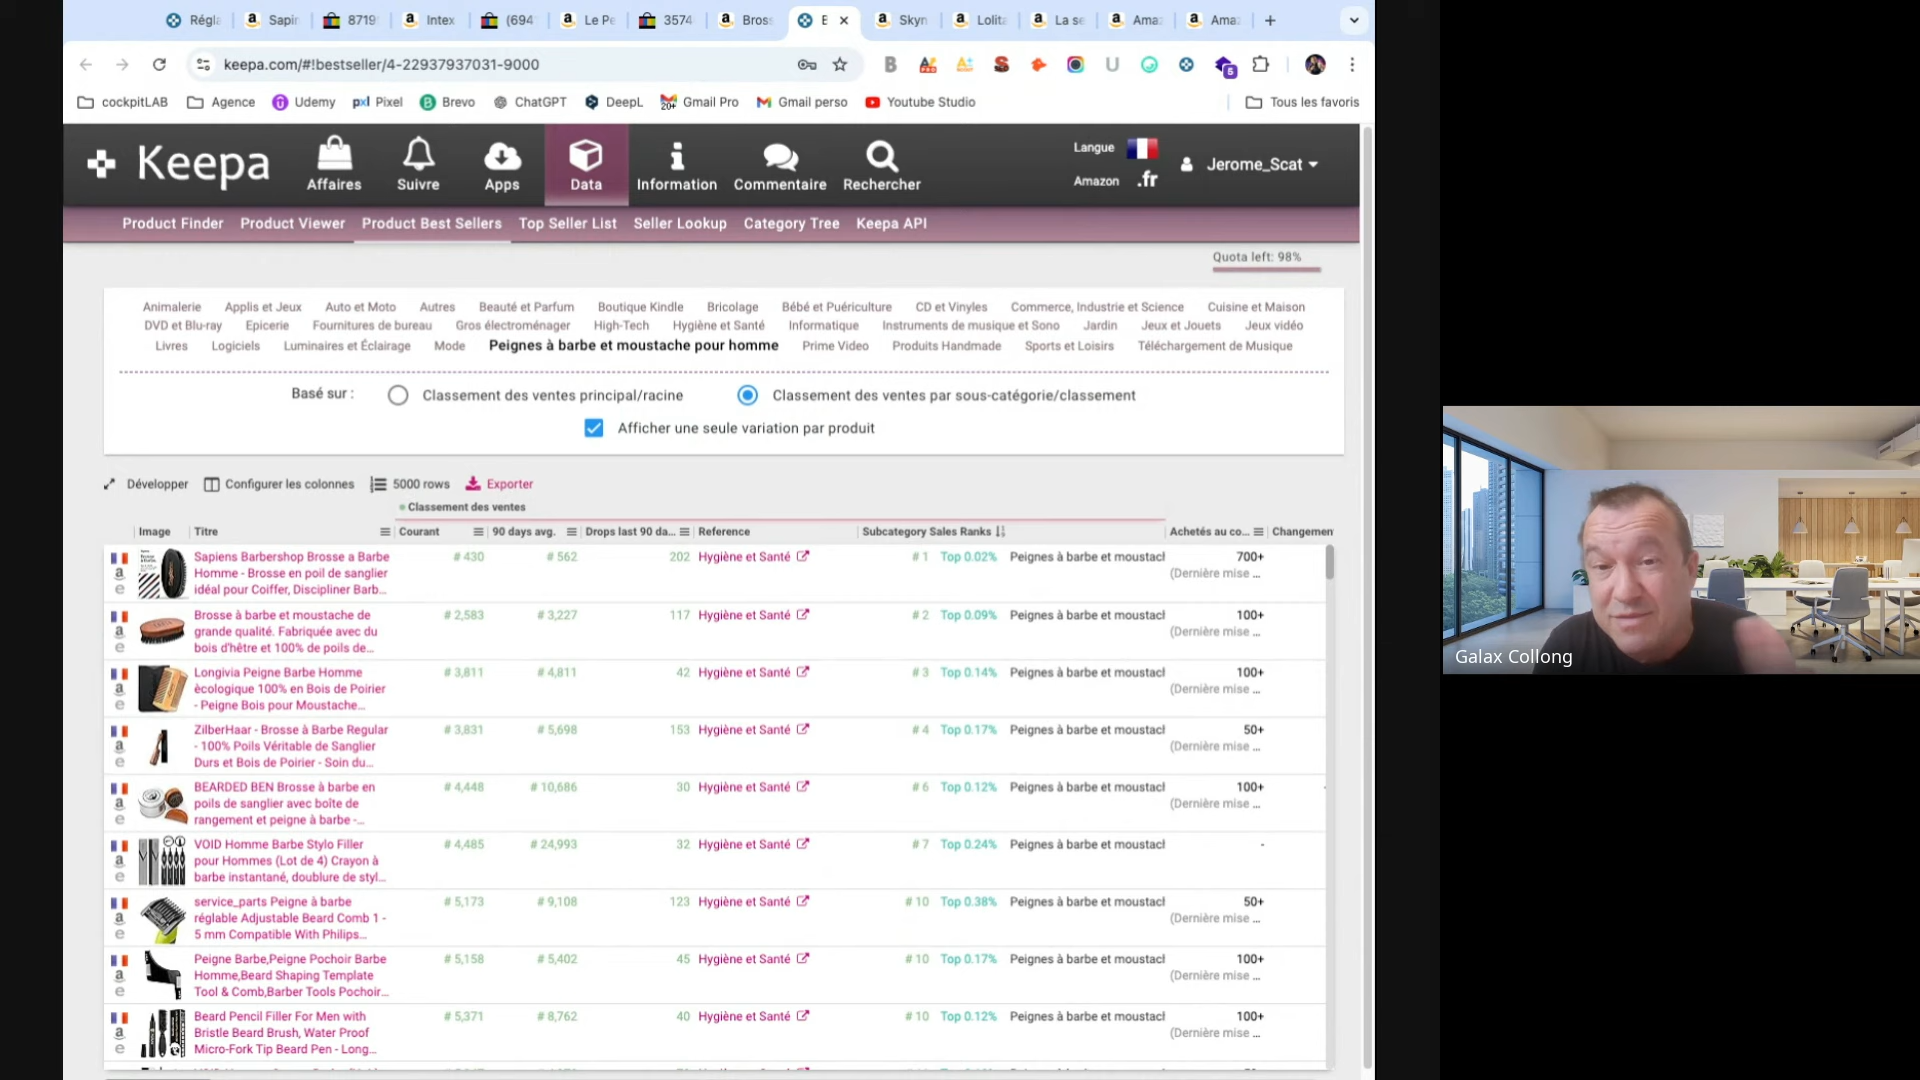 Régla
Sapin
8719
Intex
(694
Le Pe
3574
Bros
E
Skyn
Lolita
La se
Ama
Ama
keepa.com/#!bestseller/4-22937937031-9000
cockpitLAB
Agence
Udemy
pxl Pixel
Brevo
ChatGPT
DeepL
Gmail Pro
Gmail perso
Youtube Studio
Tous les favoris
Keepa
Affaires
Suivre
Apps
Data
Information
Commentaire
Rechercher
Langue
Amazon .fr
Jerome_Scat
Product Finder Product Viewer Product Best Sellers Top Seller List Seller Lookup Category Tree Keepa API
Quota left: 98%
Animalerie Applis et Jeux Auto et Moto Autres Beauté et Parfum Boutique Kindle Bricolage Bébé et Puériculture CD et Vinyles Commerce, Industrie et Science Cuisine et Maison
DVD et Blu-ray Epicerie Fournitures de bureau Gros électroménager High-Tech Hygiène et Santé Informatique Instruments de musique et Sono Jardin Jeux et Jouets Jeux vidéo
Livres Logiciels Luminaires et Éclairage Mode Peignes à barbe et moustache pour homme Prime Video Produits Handmade Sports et Loisirs Téléchargement de Musique
Basé sur : Classement des ventes principal/racine Classement des ventes par sous-catégorie/classement
Afficher une seule variation par produit
Développer Configurer les colonnes 5000 rows Exporter
Classement des ventes
Image Titre Courant 90 days avg. Drops last 90 da... Reference Subcategory Sales Ranks Achetés au co... Changemen
Sapiens Barbershop Brosse a Barbe # 430 # 562 202 Hygiène et Santé # 1 Top 0.02% Peignes à barbe et moustach 700+
Homme - Brosse en poil de sanglier (Dernière mise ...
idéal pour Coiffer, Discipliner Barb...
Brosse à barbe et moustache de # 2,583 # 3,227 117 Hygiène et Santé # 2 Top 0.09% Peignes à barbe et moustach 100+
grande qualité. Fabriquée avec du (Dernière mise ...
bois d'hêtre et 100% de poils de...
Longivia Peigne Barbe Homme # 3,811 # 4,811 42 Hygiène et Santé # 3 Top 0.14% Peignes à barbe et moustach 100+
ècologique 100% en Bois de Poirier (Dernière mise ...
- Peigne Bois pour Moustache...
ZilberHaar - Brosse à Barbe Regular # 3,831 # 5,698 153 Hygiène et Santé # 4 Top 0.17% Peignes à barbe et moustach 50+
- 100% Poils Véritable de Sanglier (Dernière mise ...
Durs et Bois de Poirier - Soin du...
BEARDED BEN Brosse à barbe en # 4,448 # 10,686 30 Hygiène et Santé # 6 Top 0.12% Peignes à barbe et moustach 100+
poils de sanglier avec boîte de (Dernière mise ...
rangement et peigne à barbe -...
VOID Homme Barbe Stylo Filler # 4,485 # 24,993 32 Hygiène et Santé # 7 Top 0.24% Peignes à barbe et moustach -
pour Hommes (Lot de 4) Crayon à
barbe instantané, doublure de styl...
service_parts Peigne à barbe # 5,173 # 9,108 123 Hygiène et Santé # 10 Top 0.38% Peignes à barbe et moustach 50+
réglable Adjustable Beard Comb 1 - (Dernière mise ...
5 mm Compatible With Philips...
Peigne Barbe,Peigne Pochoir Barbe # 5,158 # 5,402 45 Hygiène et Santé # 10 Top 0.17% Peignes à barbe et moustach 100+
Homme,Beard Shaping Template (Dernière mise ...
Tool & Comb,Barber Tools Pochoir...
Beard Pencil Filler For Men with # 5,371 # 8,762 40 Hygiène et Santé # 10 Top 0.12% Peignes à barbe et moustach 100+
Bristle Beard Brush, Water Proof (Dernière mise ...
Micro-Fork Tip Beard Pen - Long...
Galax Collong